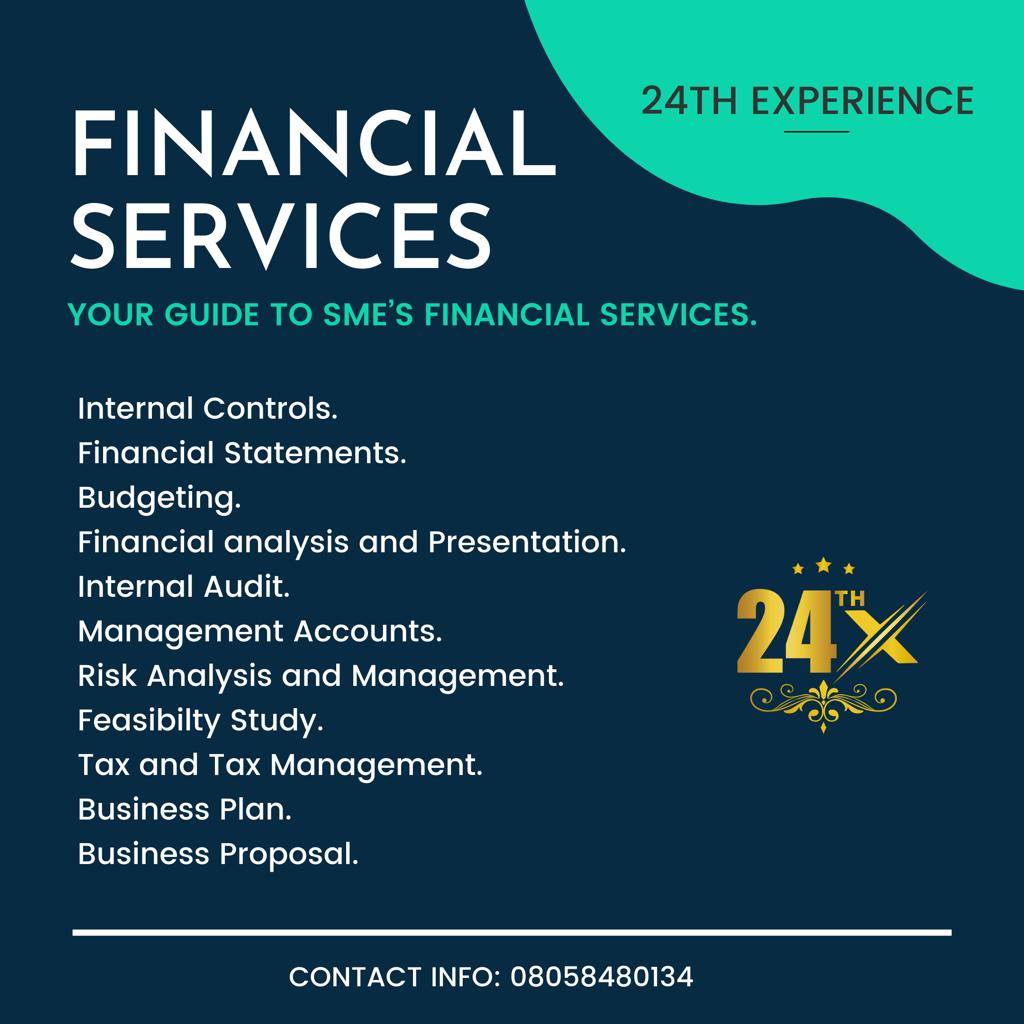 24TH EXPERIENCE
FINANCIAL
SERVICES
YOUR GUIDE TO SME’S FINANCIAL SERVICES.
Internal Controls.
Financial Statements.
Budgeting.
Financial analysis and Presentation.
Internal Audit.
Management Accounts.
Risk Analysis and Management.
Feasibilty Study.
Tax and Tax Management.
Business Plan.
Business Proposal.
24TH X
CONTACT INFO: 08058480134